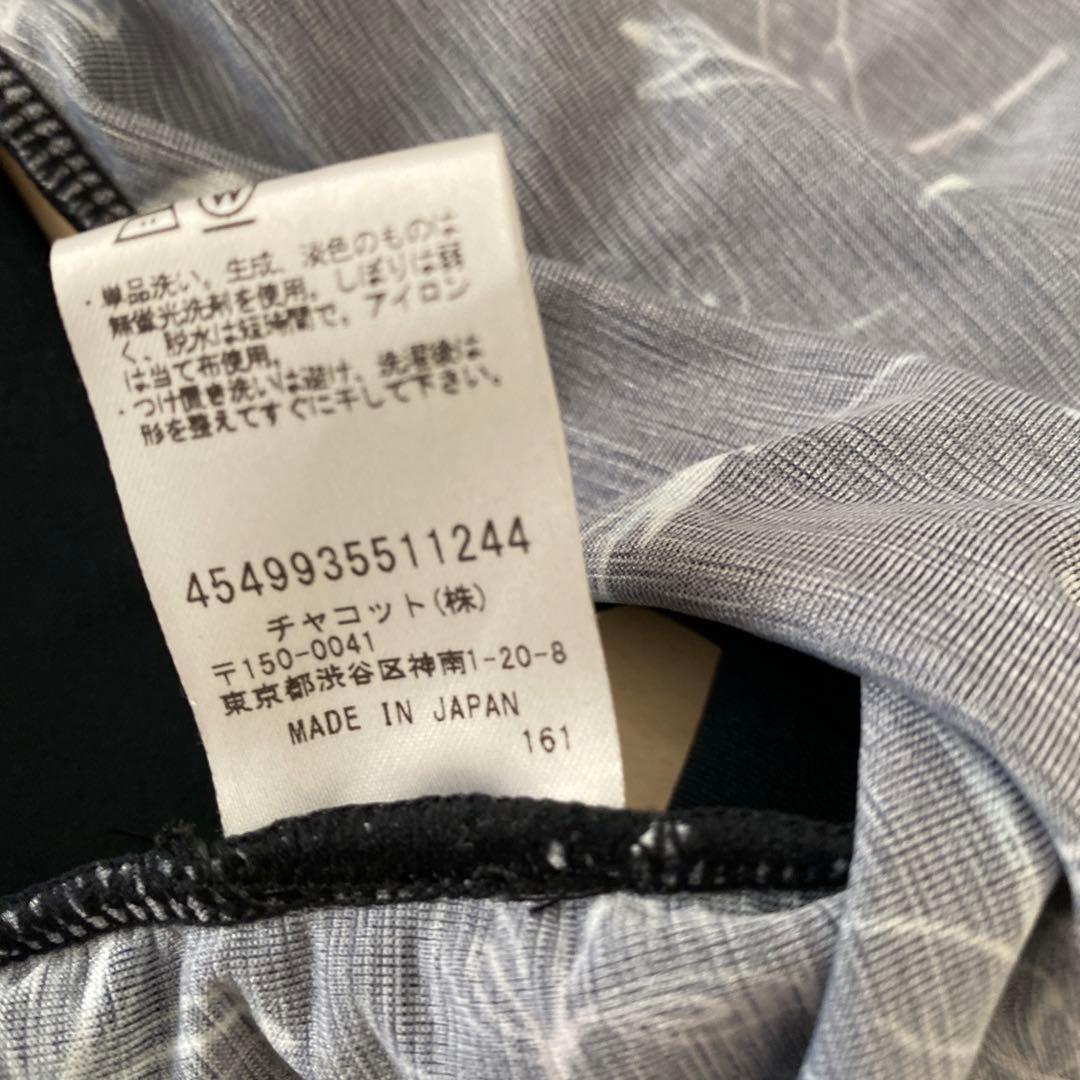 W
・単品洗い。生成、淡色のものは
無蛍光洗剤を使用。しぼりは弱
く、脱水は短時間で。アイロン
は当て布使用。
・つけ置き洗いは避け、洗濯後は
形を整えてすぐに干して下さい。
4549935511244
チャコット(株)
〒150-0041
東京都渋谷区神南1-20-8
MADE IN JAPAN
161